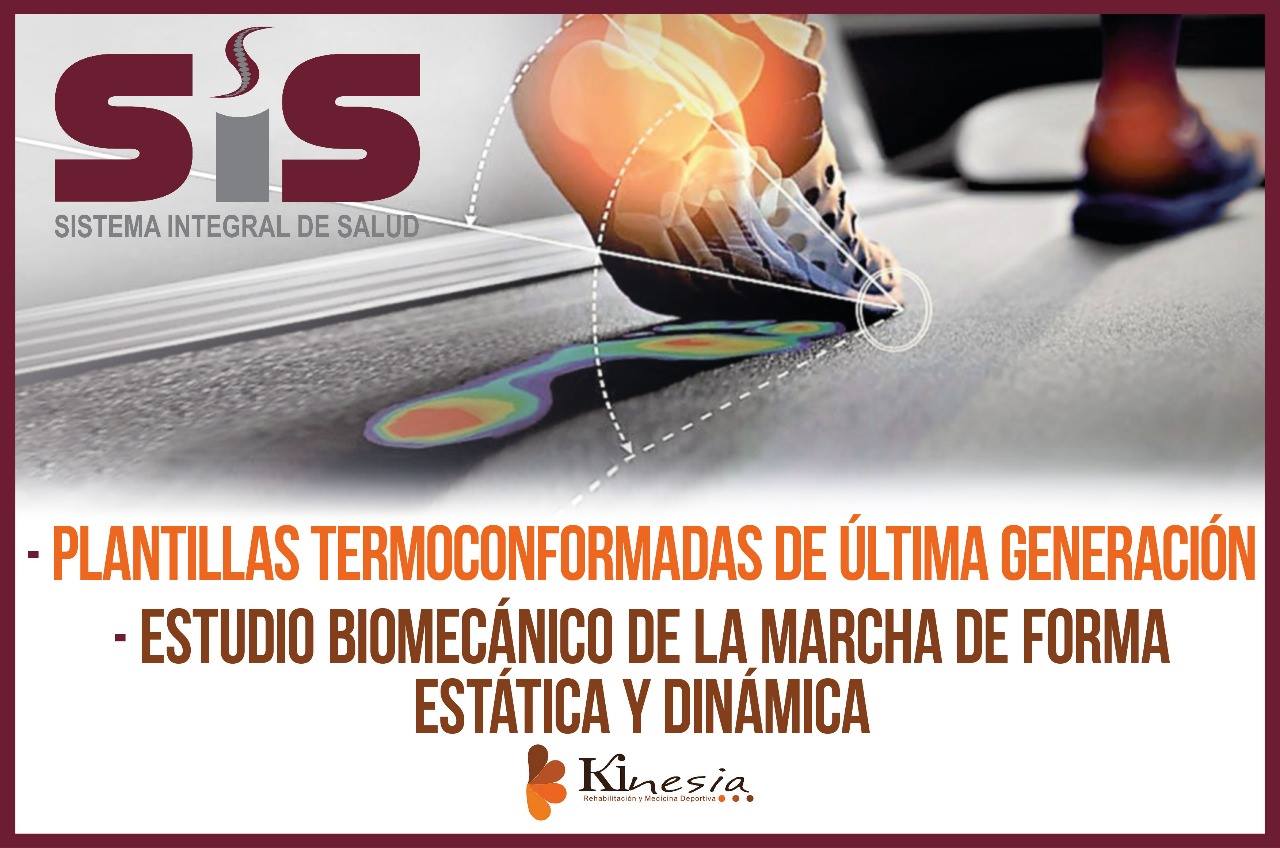 SiS
SISTEMA INTEGRAL DE SALUD
- PLANTILLAS TERMOCONFORMADAS DE ÚLTIMA GENERACIÓN
- ESTUDIO BIOMECÁNICO DE LA MARCHA DE FORMA
ESTÁTICA Y DINÁMICA
Kinesia
Rehabilitación y Medicina Deportiva